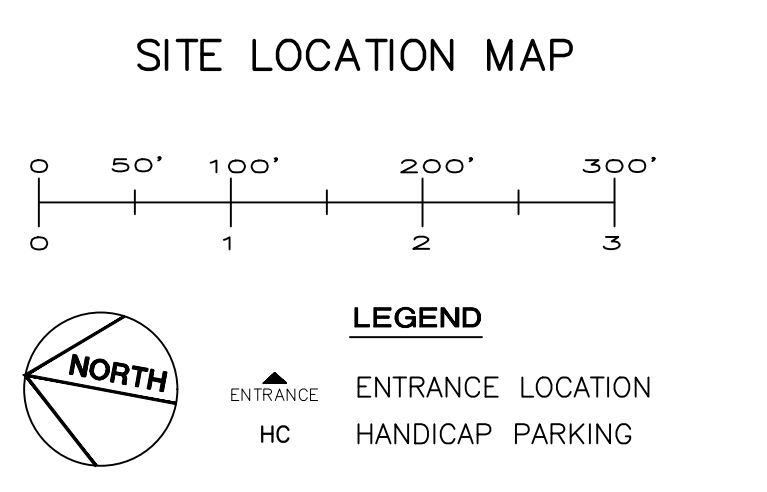 SITE LOCATION MAP
0 50' 100' 200' 300'
0 1 2 3
LEGEND
NORTH
ENTRANCE ENTRANCE LOCATION
HC HANDICAP PARKING